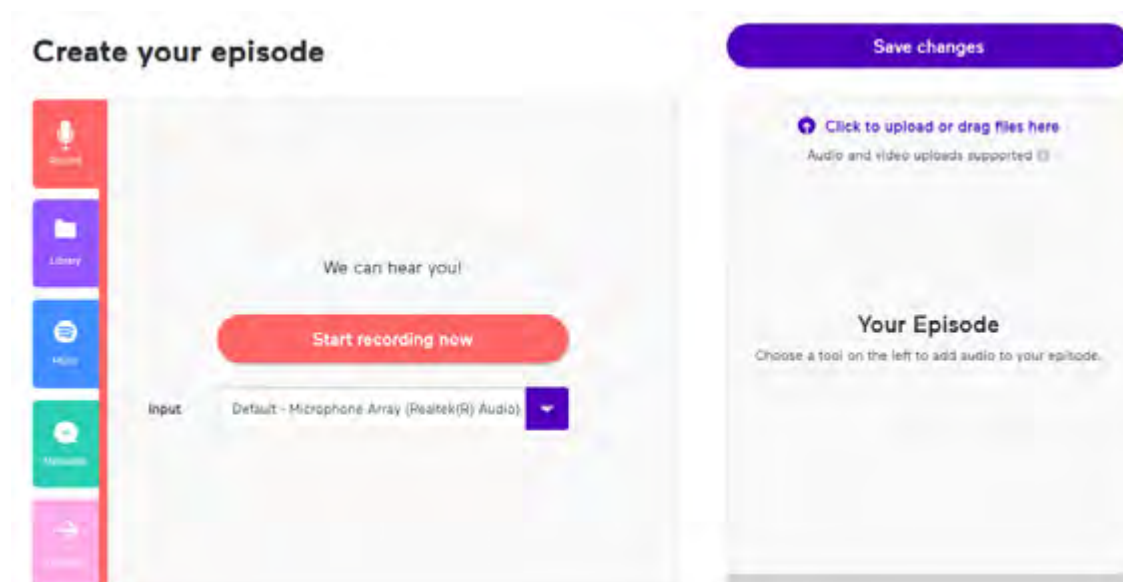 Create your episode
Save changes
Record
Library
Music
Messages
We can hear you!
Start recording now
Input
Default - Microphone Array (Realtek(R) Audio)
Click to upload or drag files here
Audio and video uploads supported
Your Episode
Choose a tool on the left to add audio to your episode.